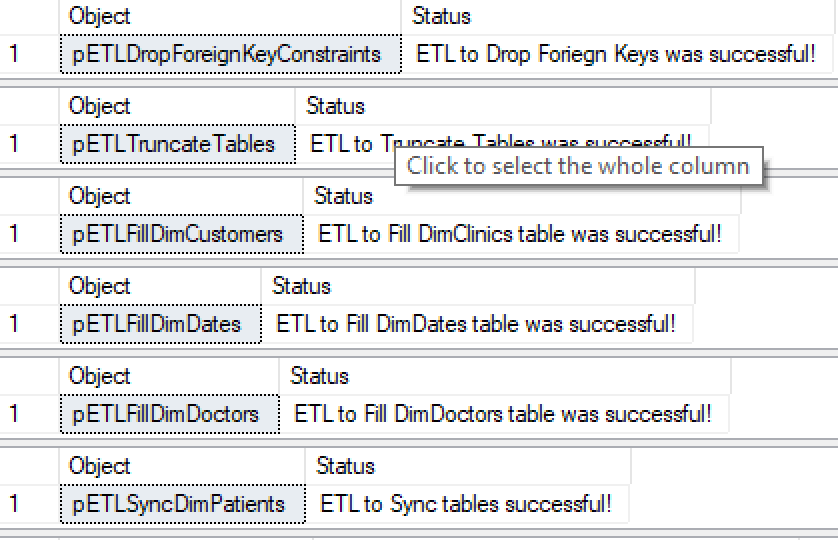 Object Status
1 pETLDropForeignKeyConstraints ETL to Drop Foriegn Keys was successful!
Object Status
1 pETLTruncateTables ETL to Truncate Tables was successful!
Click to select the whole column
Object Status
1 pETLFillDimCustomers ETL to Fill DimClinics table was successful!
Object Status
1 pETLFillDimDates ETL to Fill DimDates table was successful!
Object Status
1 pETLFillDimDoctors ETL to Fill DimDoctors table was successful!
Object Status
1 pETLSyncDimPatients ETL to Sync tables successful!